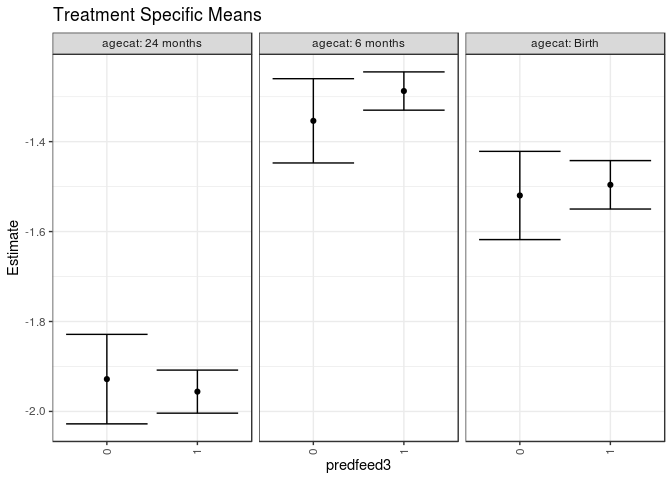 Treatment Specific Means
agecat: 24 months
agecat: 6 months
agecat: Birth
Estimate
-1.4
-1.6
-1.8
-2.0
0
1
0
1
0
1
predfeed3